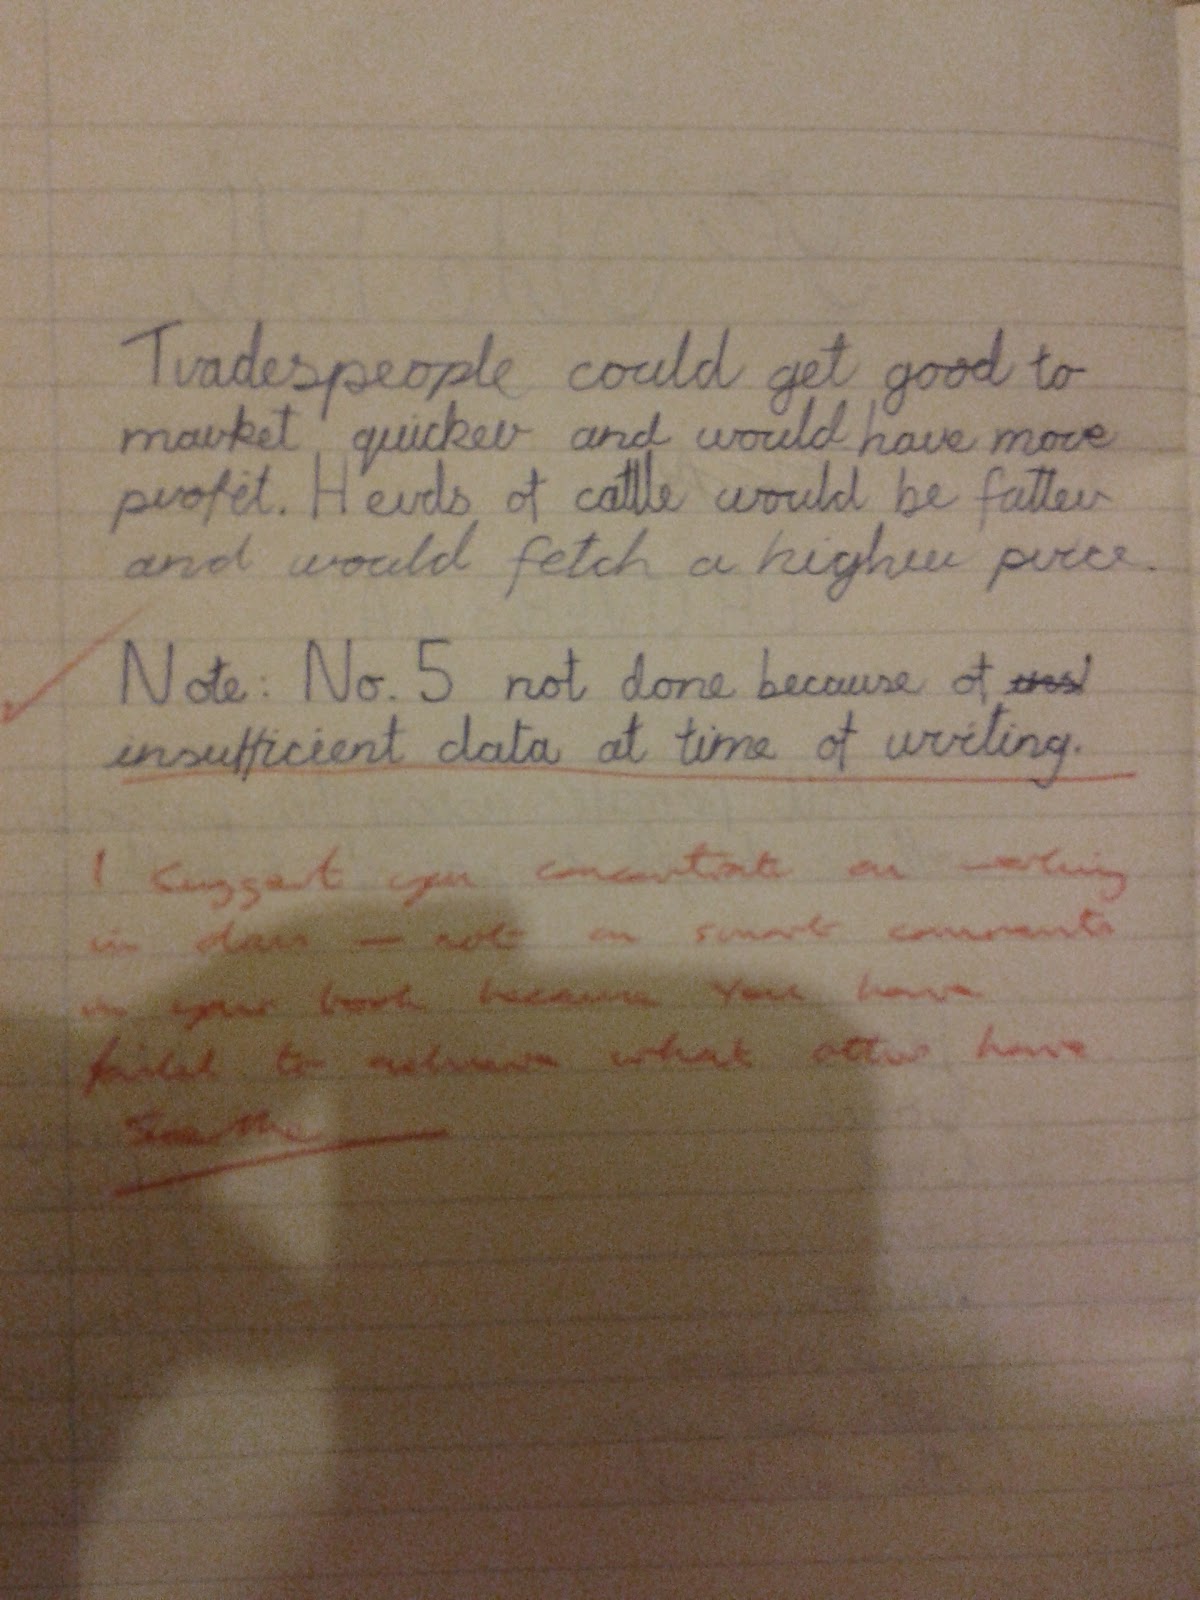 Tradespeople could get good to
market quicker and would have more
profit. Herds of cattle would be fatter
and would fetch a higher price.
Note: No. 5 not done because of
insufficient data at time of writing.
I suggest you concentrate on working
in class — not on smart comments
in your book because you have
failed to achieve what others have